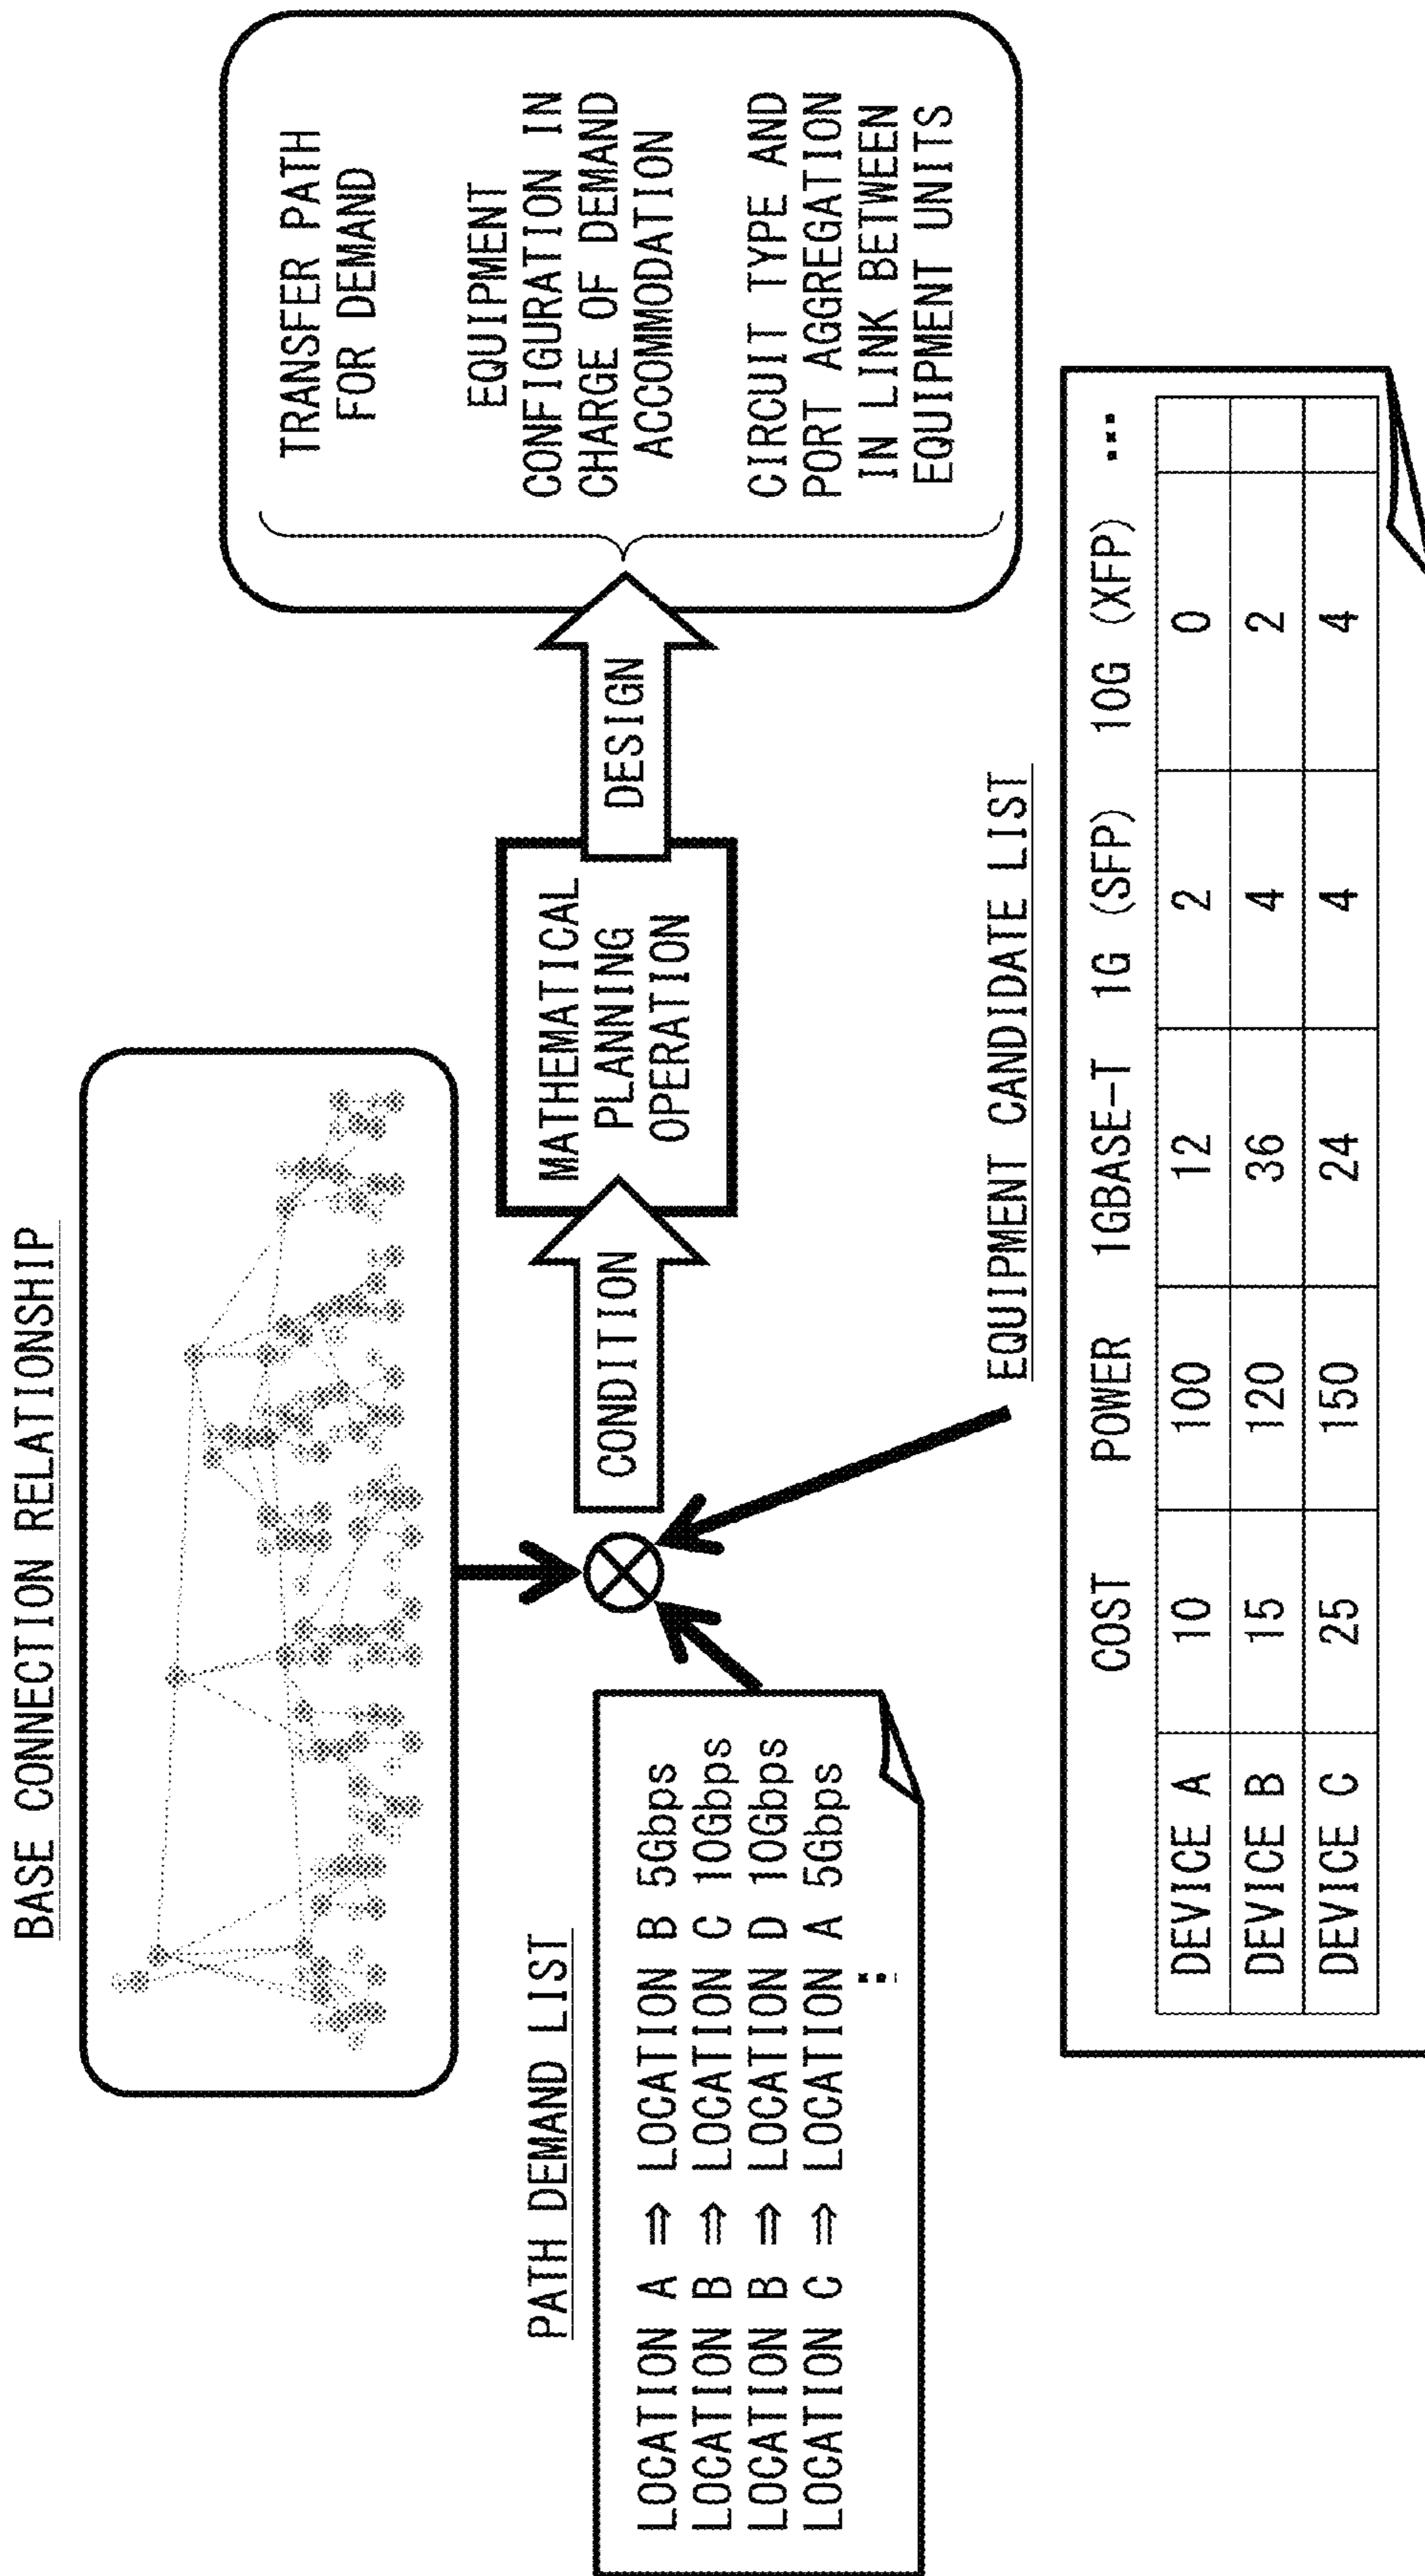 BASE CONNECTION RELATIONSHIP
PATH DEMAND LIST
LOCATION A ⇒ LOCATION B 5Gbps
LOCATION B ⇒ LOCATION C 10Gbps
LOCATION B ⇒ LOCATION D 10Gbps
LOCATION C ⇒ LOCATION A 5Gbps
⋮
CONDITION
MATHEMATICAL
PLANNING
OPERATION
DESIGN
TRANSFER PATH
FOR DEMAND
EQUIPMENT
CONFIGURATION IN
CHARGE OF DEMAND
ACCOMMODATION
CIRCUIT TYPE AND
PORT AGGREGATION
IN LINK BETWEEN
EQUIPMENT UNITS
EQUIPMENT CANDIDATE LIST
COST POWER 1GBASE-T 1G (SFP) 10G (XFP) ...
DEVICE A 10 100 12 2 0
DEVICE B 15 120 36 4 2
DEVICE C 25 150 24 4 4